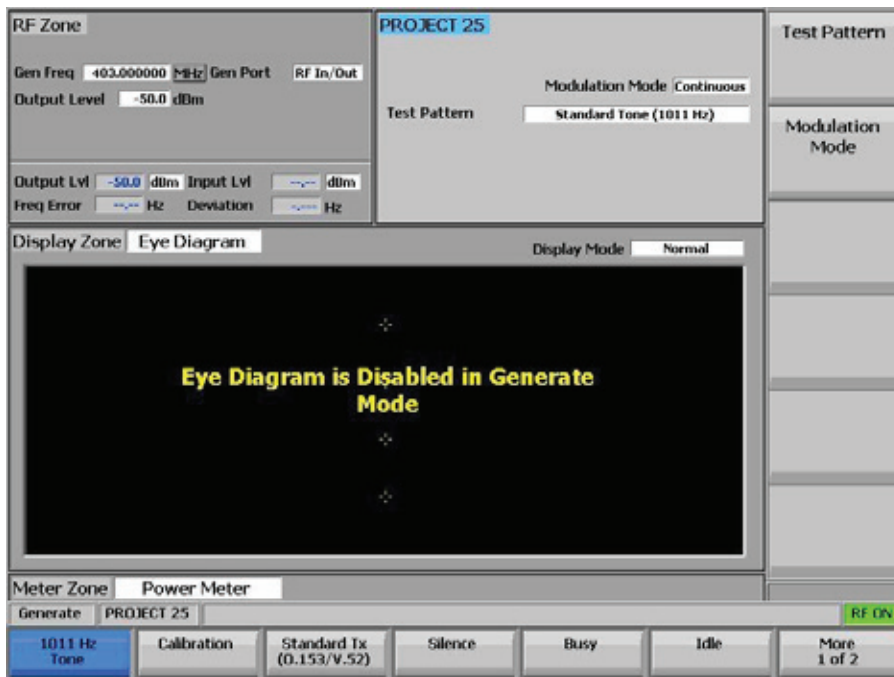 RF Zone
Gen Freq 403.000000 MHz Gen Port RF In/Out
Output Level -50.0 dBm
Output Lvl -50.0 dBm Input Lvl --.-- dBm
Freq Error --.-- Hz Deviation -.--- Hz
PROJECT 25
Modulation Mode Continuous
Test Pattern Standard Tone (1011 Hz)
Test Pattern
Modulation
Mode
Display Zone Eye Diagram
Display Mode Normal
Eye Diagram is Disabled in Generate
Mode
Meter Zone Power Meter
Generate PROJECT 25 RF ON
1011 Hz
Tone
Calibration
Standard Tx
(O.153/V.52)
Silence
Busy
Idle
More
1 of 2